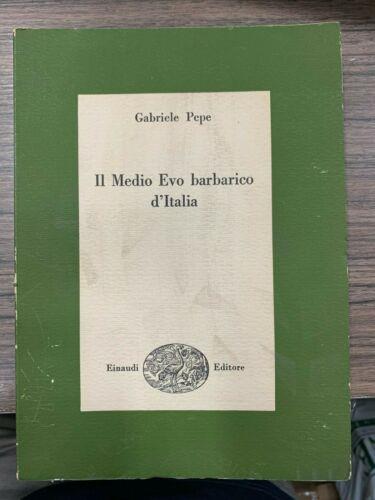 Gabriele Pepe
Il Medio Evo barbarico
d'Italia
Einaudi Editore